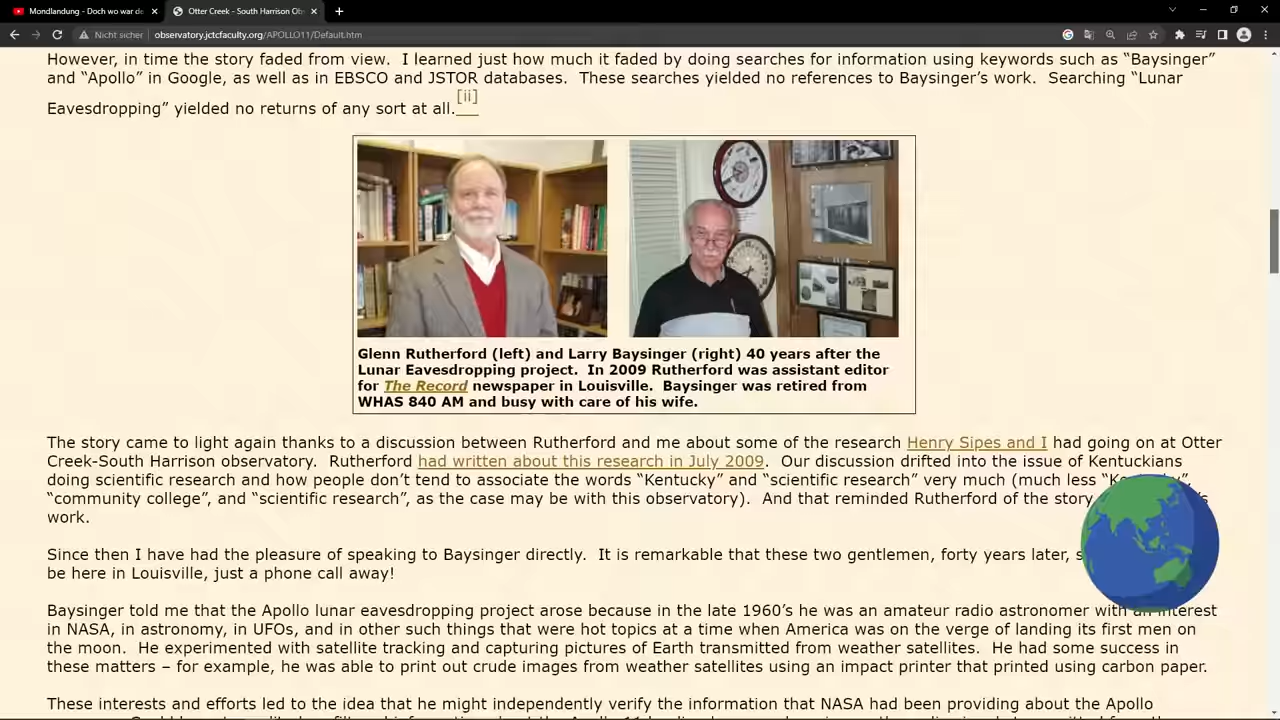 Mondlandung - Doch wo war de
Otter Creek - South Harrison Ob
Nicht sicher
observatory.jctcfaculty.org/APOLLO11/Default.htm
However, in time the story faded from view.  I learned just how much it faded by doing searches for information using keywords such as “Baysinger”
and “Apollo” in Google, as well as in EBSCO and JSTOR databases.  These searches yielded no references to Baysinger’s work.  Searching “Lunar
Eavesdropping” yielded no returns of any sort at all.[ii]
Glenn Rutherford (left) and Larry Baysinger (right) 40 years after the
Lunar Eavesdropping project.  In 2009 Rutherford was assistant editor
for The Record newspaper in Louisville.  Baysinger was retired from
WHAS 840 AM and busy with care of his wife.
The story came to light again thanks to a discussion between Rutherford and me about some of the research Henry Sipes and I had going on at Otter
Creek-South Harrison observatory.  Rutherford had written about this research in July 2009.  Our discussion drifted into the issue of Kentuckians
doing scientific research and how people don’t tend to associate the words “Kentucky” and “scientific research” very much (much less “Kentucky”,
“community college”, and “scientific research”, as the case may be with this observatory).  And that reminded Rutherford of the story
work.
Since then I have had the pleasure of speaking to Baysinger directly.  It is remarkable that these two gentlemen, forty years later,
be here in Louisville, just a phone call away!
Baysinger told me that the Apollo lunar eavesdropping project arose because in the late 1960’s he was an amateur radio astronomer with an interest
in NASA, in astronomy, in UFOs, and in other such things that were hot topics at a time when America was on the verge of landing its first men on
the moon.  He experimented with satellite tracking and capturing pictures of Earth transmitted from weather satellites.  He had some success in
these matters – for example, he was able to print out crude images from weather satellites using an impact printer that printed using carbon paper.
These interests and efforts led to the idea that he might independently verify the information that NASA had been providing about the Apollo